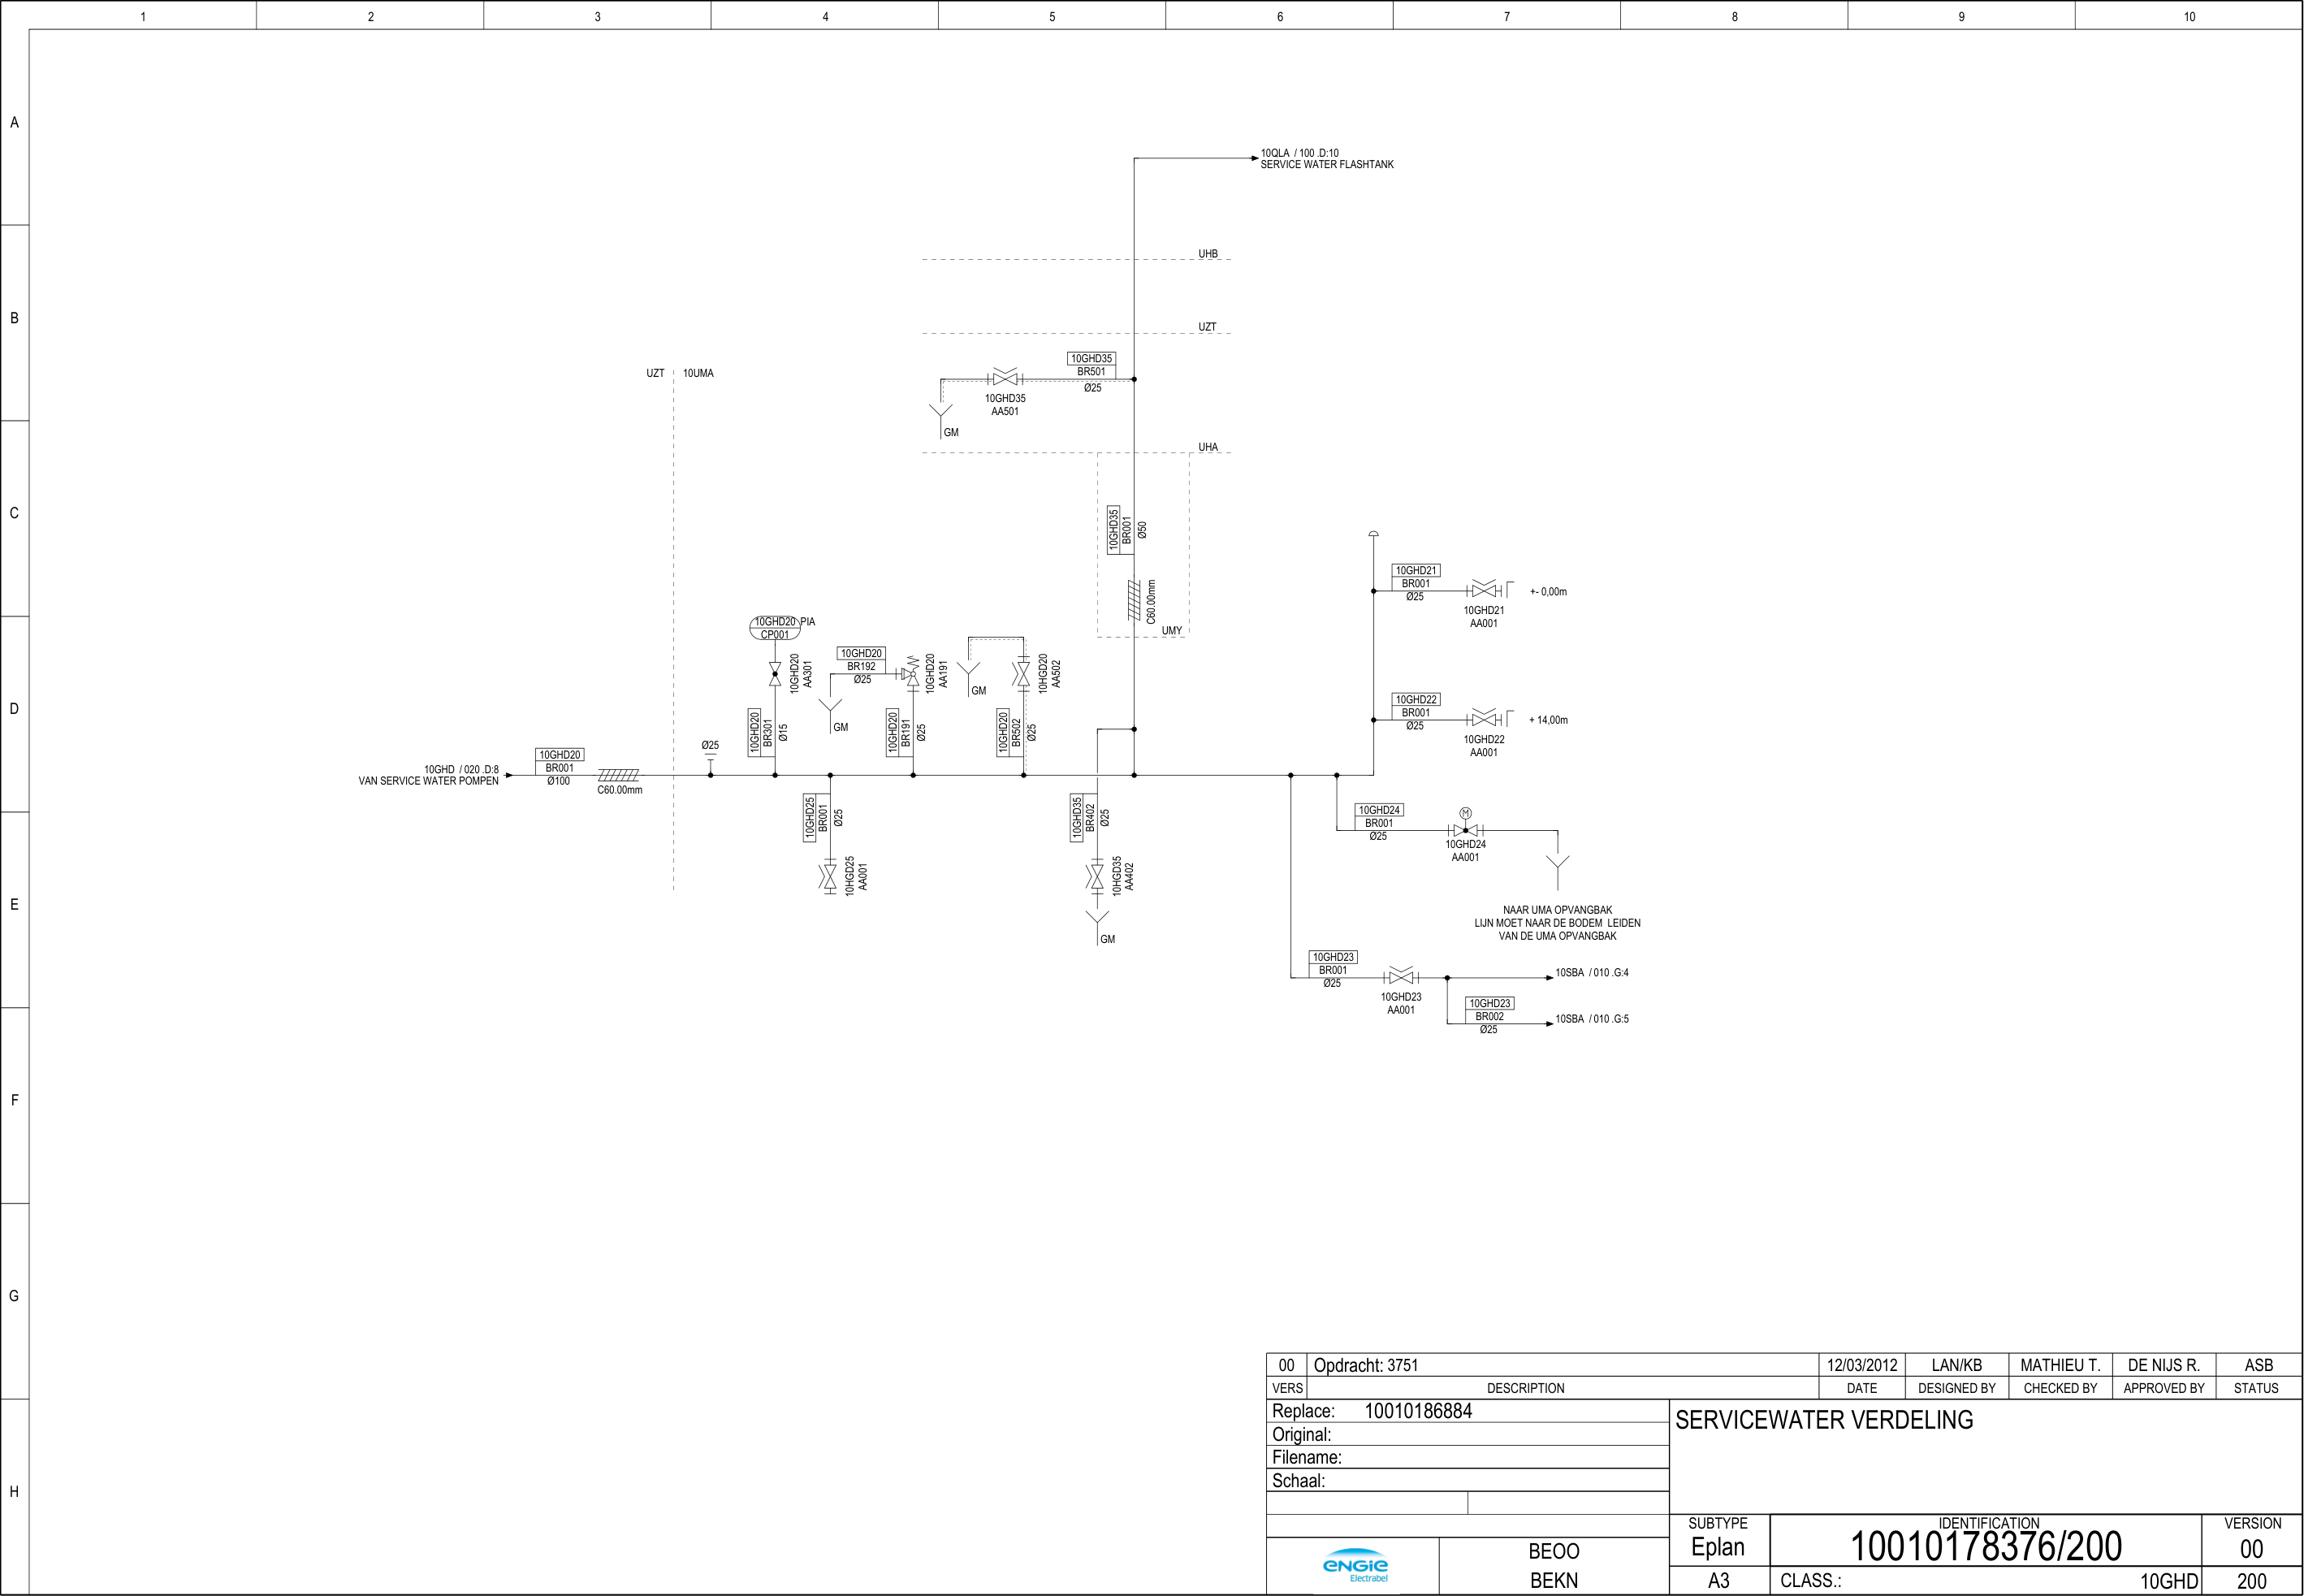 1 2 3 4 5 6 7 8 9 10
A
B
C
D
E
F
G
H
10QLA / 100 .D:10
SERVICE WATER FLASHTANK
UHB
UZT
10GHD35
BR501
Ø25
10GHD35
AA501
GM
UZT 10UMA
UHA
10GHD35
BR001
Ø50
C60.00mm
UMY
10GHD21
BR001
Ø25
10GHD21
AA001
+- 0,00m
10GHD20 PIA
CP001
10GHD20
AA301
10GHD20
BR301
Ø15
10GHD20
BR192
Ø25
GM
10GHD20
AA191
10GHD20
BR191
Ø25
GM
10HGD20
AA502
10GHD20
BR502
Ø25
10GHD22
BR001
Ø25
10GHD22
AA001
+ 14,00m
10GHD / 020 .D:8
VAN SERVICE WATER POMPEN
10GHD20
BR001
Ø100
C60.00mm
Ø25
10GHD25
BR001
Ø25
10HGD25
AA001
10GHD35
BR402
Ø25
10HGD35
AA402
GM
10GHD24
BR001
Ø25
M
10GHD24
AA001
NAAR UMA OPVANGBAK
LIJN MOET NAAR DE BODEM LEIDEN
VAN DE UMA OPVANGBAK
10GHD23
BR001
Ø25
10GHD23
AA001
10SBA / 010 .G:4
10GHD23
BR002
Ø25
10SBA / 010 .G:5
00 Opdracht: 3751 12/03/2012 LAN/KB MATHIEU T. DE NIJS R. ASB
VERS DESCRIPTION DATE DESIGNED BY CHECKED BY APPROVED BY STATUS
Replace: 10010186884
Original:
Filename:
Schaal:
SERVICEWATER VERDELING
ENGIE
Electrabel
BEOO
BEKN
SUBTYPE
Eplan
A3
IDENTIFICATION
10010178376/200
CLASS.: 10GHD
VERSION
00
200